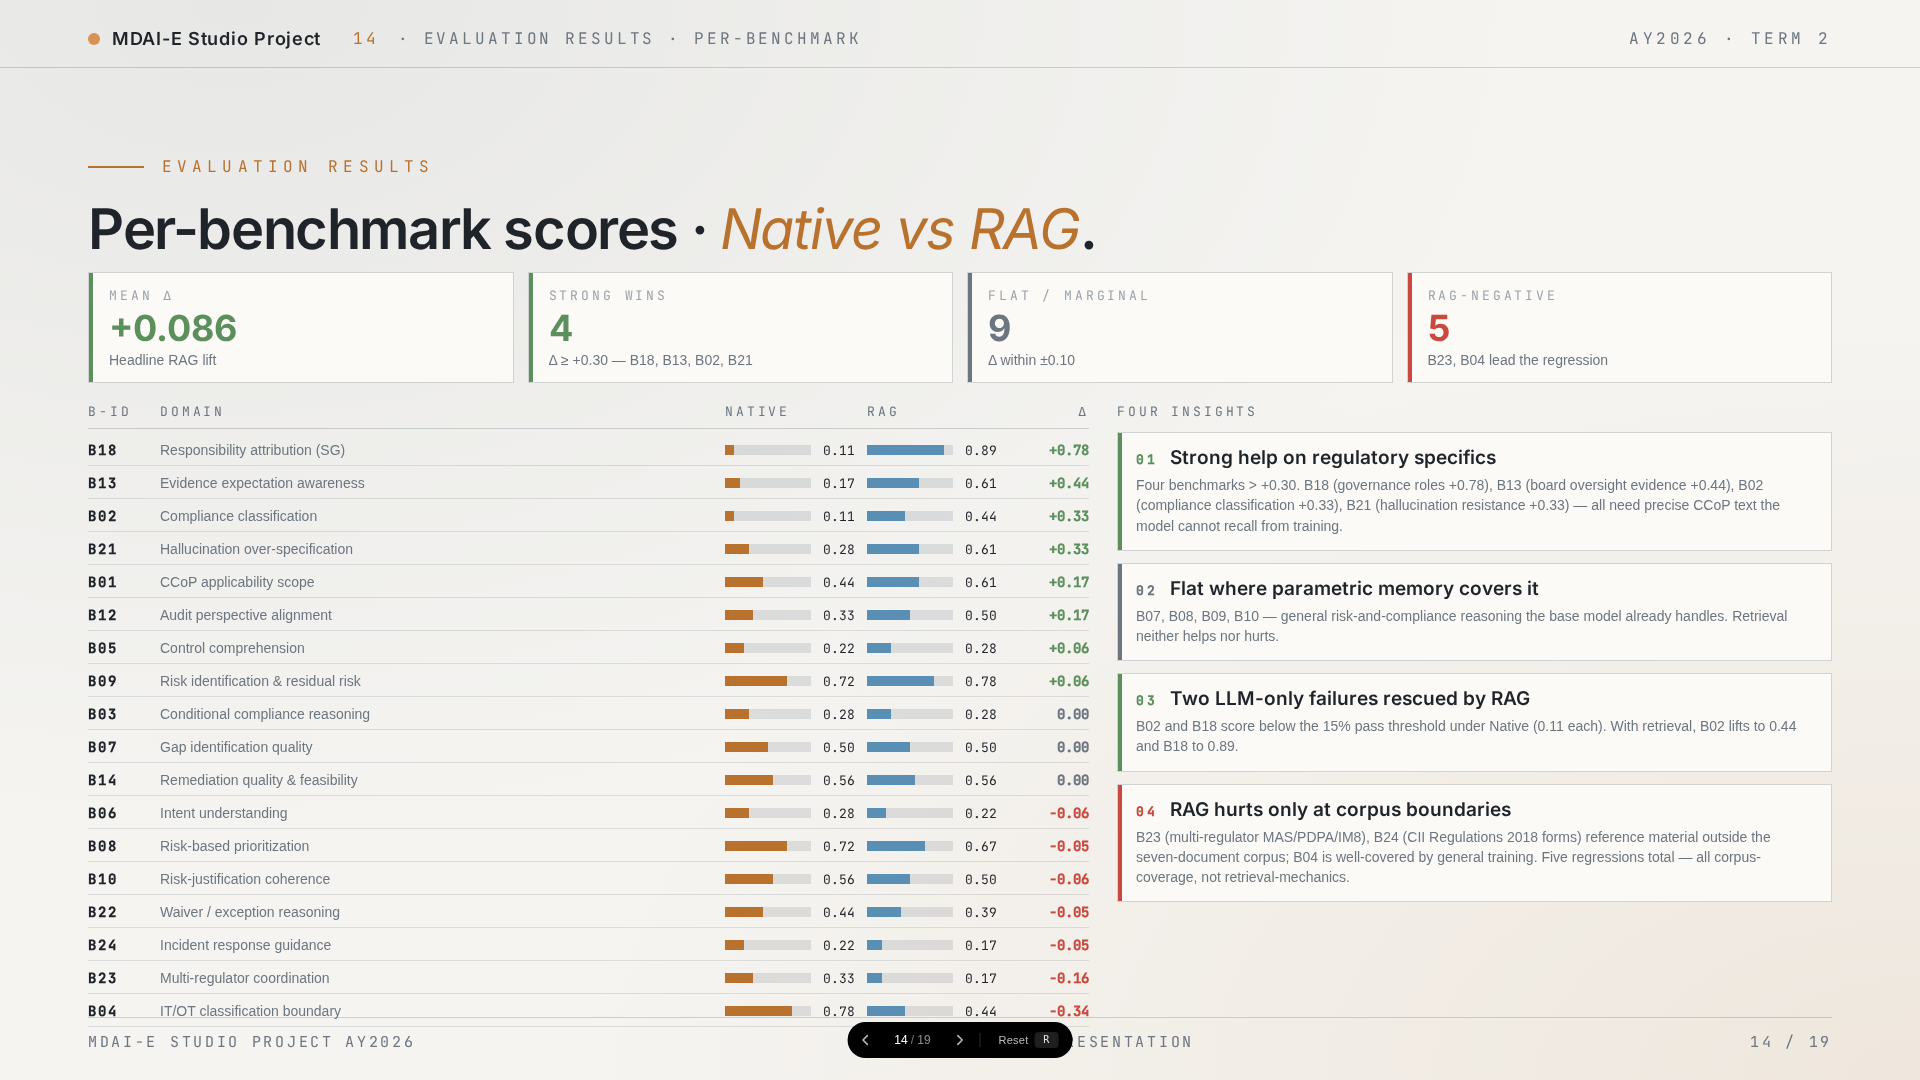 MDAI-E Studio Project 14 · EVALUATION RESULTS · PER-BENCHMARK AY2026 · TERM 2
EVALUATION RESULTS
Per-benchmark scores · Native vs RAG.
MEAN Δ
+0.086
Headline RAG lift
STRONG WINS
4
Δ ≥ +0.30 — B18, B13, B02, B21
FLAT / MARGINAL
9
Δ within ±0.10
RAG-NEGATIVE
5
B23, B04 lead the regression
B-ID DOMAIN NATIVE RAG Δ
B18 Responsibility attribution (SG) 0.11 0.89 +0.78
B13 Evidence expectation awareness 0.17 0.61 +0.44
B02 Compliance classification 0.11 0.44 +0.33
B21 Hallucination over-specification 0.28 0.61 +0.33
B01 CCoP applicability scope 0.44 0.61 +0.17
B12 Audit perspective alignment 0.33 0.50 +0.17
B05 Control comprehension 0.22 0.28 +0.06
B09 Risk identification & residual risk 0.72 0.78 +0.06
B03 Conditional compliance reasoning 0.28 0.28 0.00
B07 Gap identification quality 0.50 0.50 0.00
B14 Remediation quality & feasibility 0.56 0.56 0.00
B06 Intent understanding 0.28 0.22 -0.06
B08 Risk-based prioritization 0.72 0.67 -0.05
B10 Risk-justification coherence 0.56 0.50 -0.06
B22 Waiver / exception reasoning 0.44 0.39 -0.05
B24 Incident response guidance 0.22 0.17 -0.05
B23 Multi-regulator coordination 0.33 0.17 -0.16
B04 IT/OT classification boundary 0.78 0.44 -0.34
FOUR INSIGHTS
01 Strong help on regulatory specifics
Four benchmarks > +0.30. B18 (governance roles +0.78), B13 (board oversight evidence +0.44), B02
(compliance classification +0.33), B21 (hallucination resistance +0.33) — all need precise CCoP text the
model cannot recall from training.
02 Flat where parametric memory covers it
B07, B08, B09, B10 — general risk-and-compliance reasoning the base model already handles. Retrieval
neither helps nor hurts.
03 Two LLM-only failures rescued by RAG
B02 and B18 score below the 15% pass threshold under Native (0.11 each). With retrieval, B02 lifts to 0.44
and B18 to 0.89.
04 RAG hurts only at corpus boundaries
B23 (multi-regulator MAS/PDPA/IM8), B24 (CII Regulations 2018 forms) reference material outside the
seven-document corpus; B04 is well-covered by general training. Five regressions total — all corpus-
coverage, not retrieval-mechanics.
MDAI-E STUDIO PROJECT AY2026 ESENTATION 14 / 19
14 / 19 Reset R